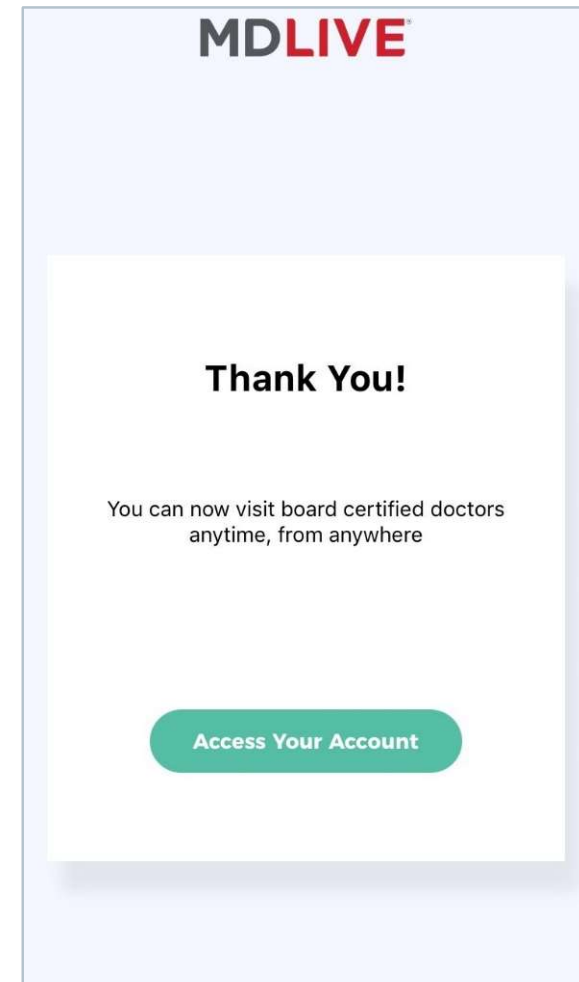 MDLIVE®
Thank You!
You can now visit board certified doctors
anytime, from anywhere
Access Your Account